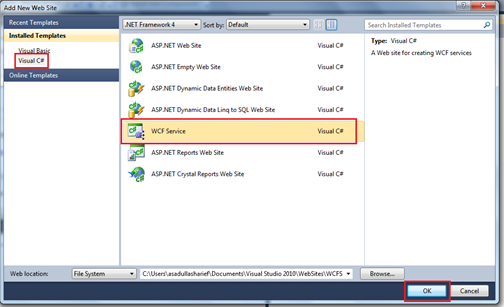 Add New Web Site
Recent Templates
.NET Framework 4
Sort by:
Default
Search Installed Templates
Installed Templates
Visual Basic
Visual C#
Online Templates
ASP.NET Web Site Visual C#
ASP.NET Empty Web Site Visual C#
ASP.NET Dynamic Data Entities Web Site Visual C#
ASP.NET Dynamic Data Linq to SQL Web Site Visual C#
WCF Service Visual C#
ASP.NET Reports Web Site Visual C#
ASP.NET Crystal Reports Web Site Visual C#
Type: Visual C#
A Web site for creating WCF services
Web location:
File System
C:\Users\asadullasharief\Documents\Visual Studio 2010\WebSites\WCFS
Browse...
OK
Cancel